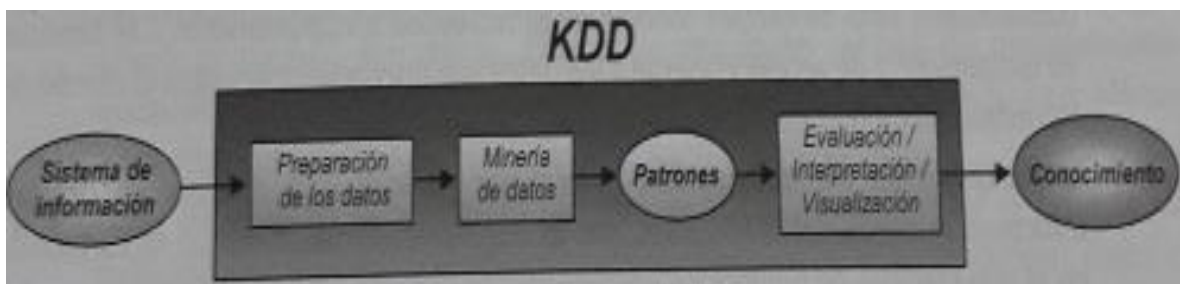 KDD
Sistema de
información
Preparación
de los datos
Minería
de datos
Patrones
Evaluación /
Interpretación /
Visualización
Conocimiento